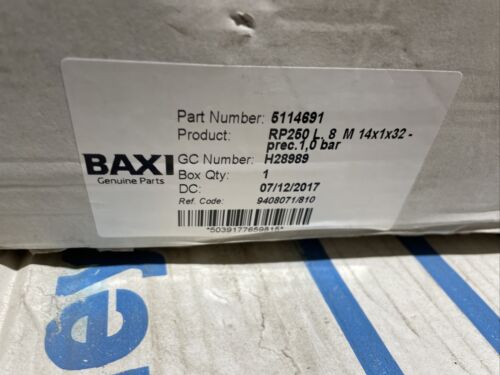 BAXI
Genuine Parts
Part Number: 5114691
Product: RP250 L. 8 M 14x1x32 -
prec.1,0 bar
GC Number: H28989
Box Qty: 1
DC: 07/12/2017
Ref. Code: 9408071/810
*5039177659815*